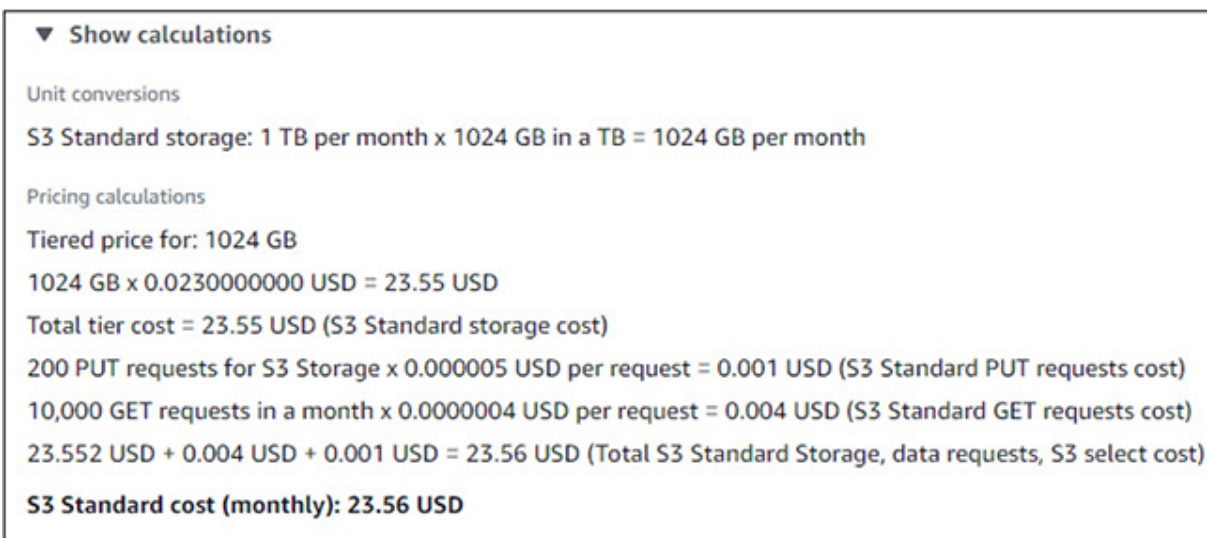 ▼ Show calculations
Unit conversions
S3 Standard storage: 1 TB per month x 1024 GB in a TB = 1024 GB per month
Pricing calculations
Tiered price for: 1024 GB
1024 GB x 0.0230000000 USD = 23.55 USD
Total tier cost = 23.55 USD (S3 Standard storage cost)
200 PUT requests for S3 Storage x 0.000005 USD per request = 0.001 USD (S3 Standard PUT requests cost)
10,000 GET requests in a month x 0.0000004 USD per request = 0.004 USD (S3 Standard GET requests cost)
23.552 USD + 0.004 USD + 0.001 USD = 23.56 USD (Total S3 Standard Storage, data requests, S3 select cost)
S3 Standard cost (monthly): 23.56 USD